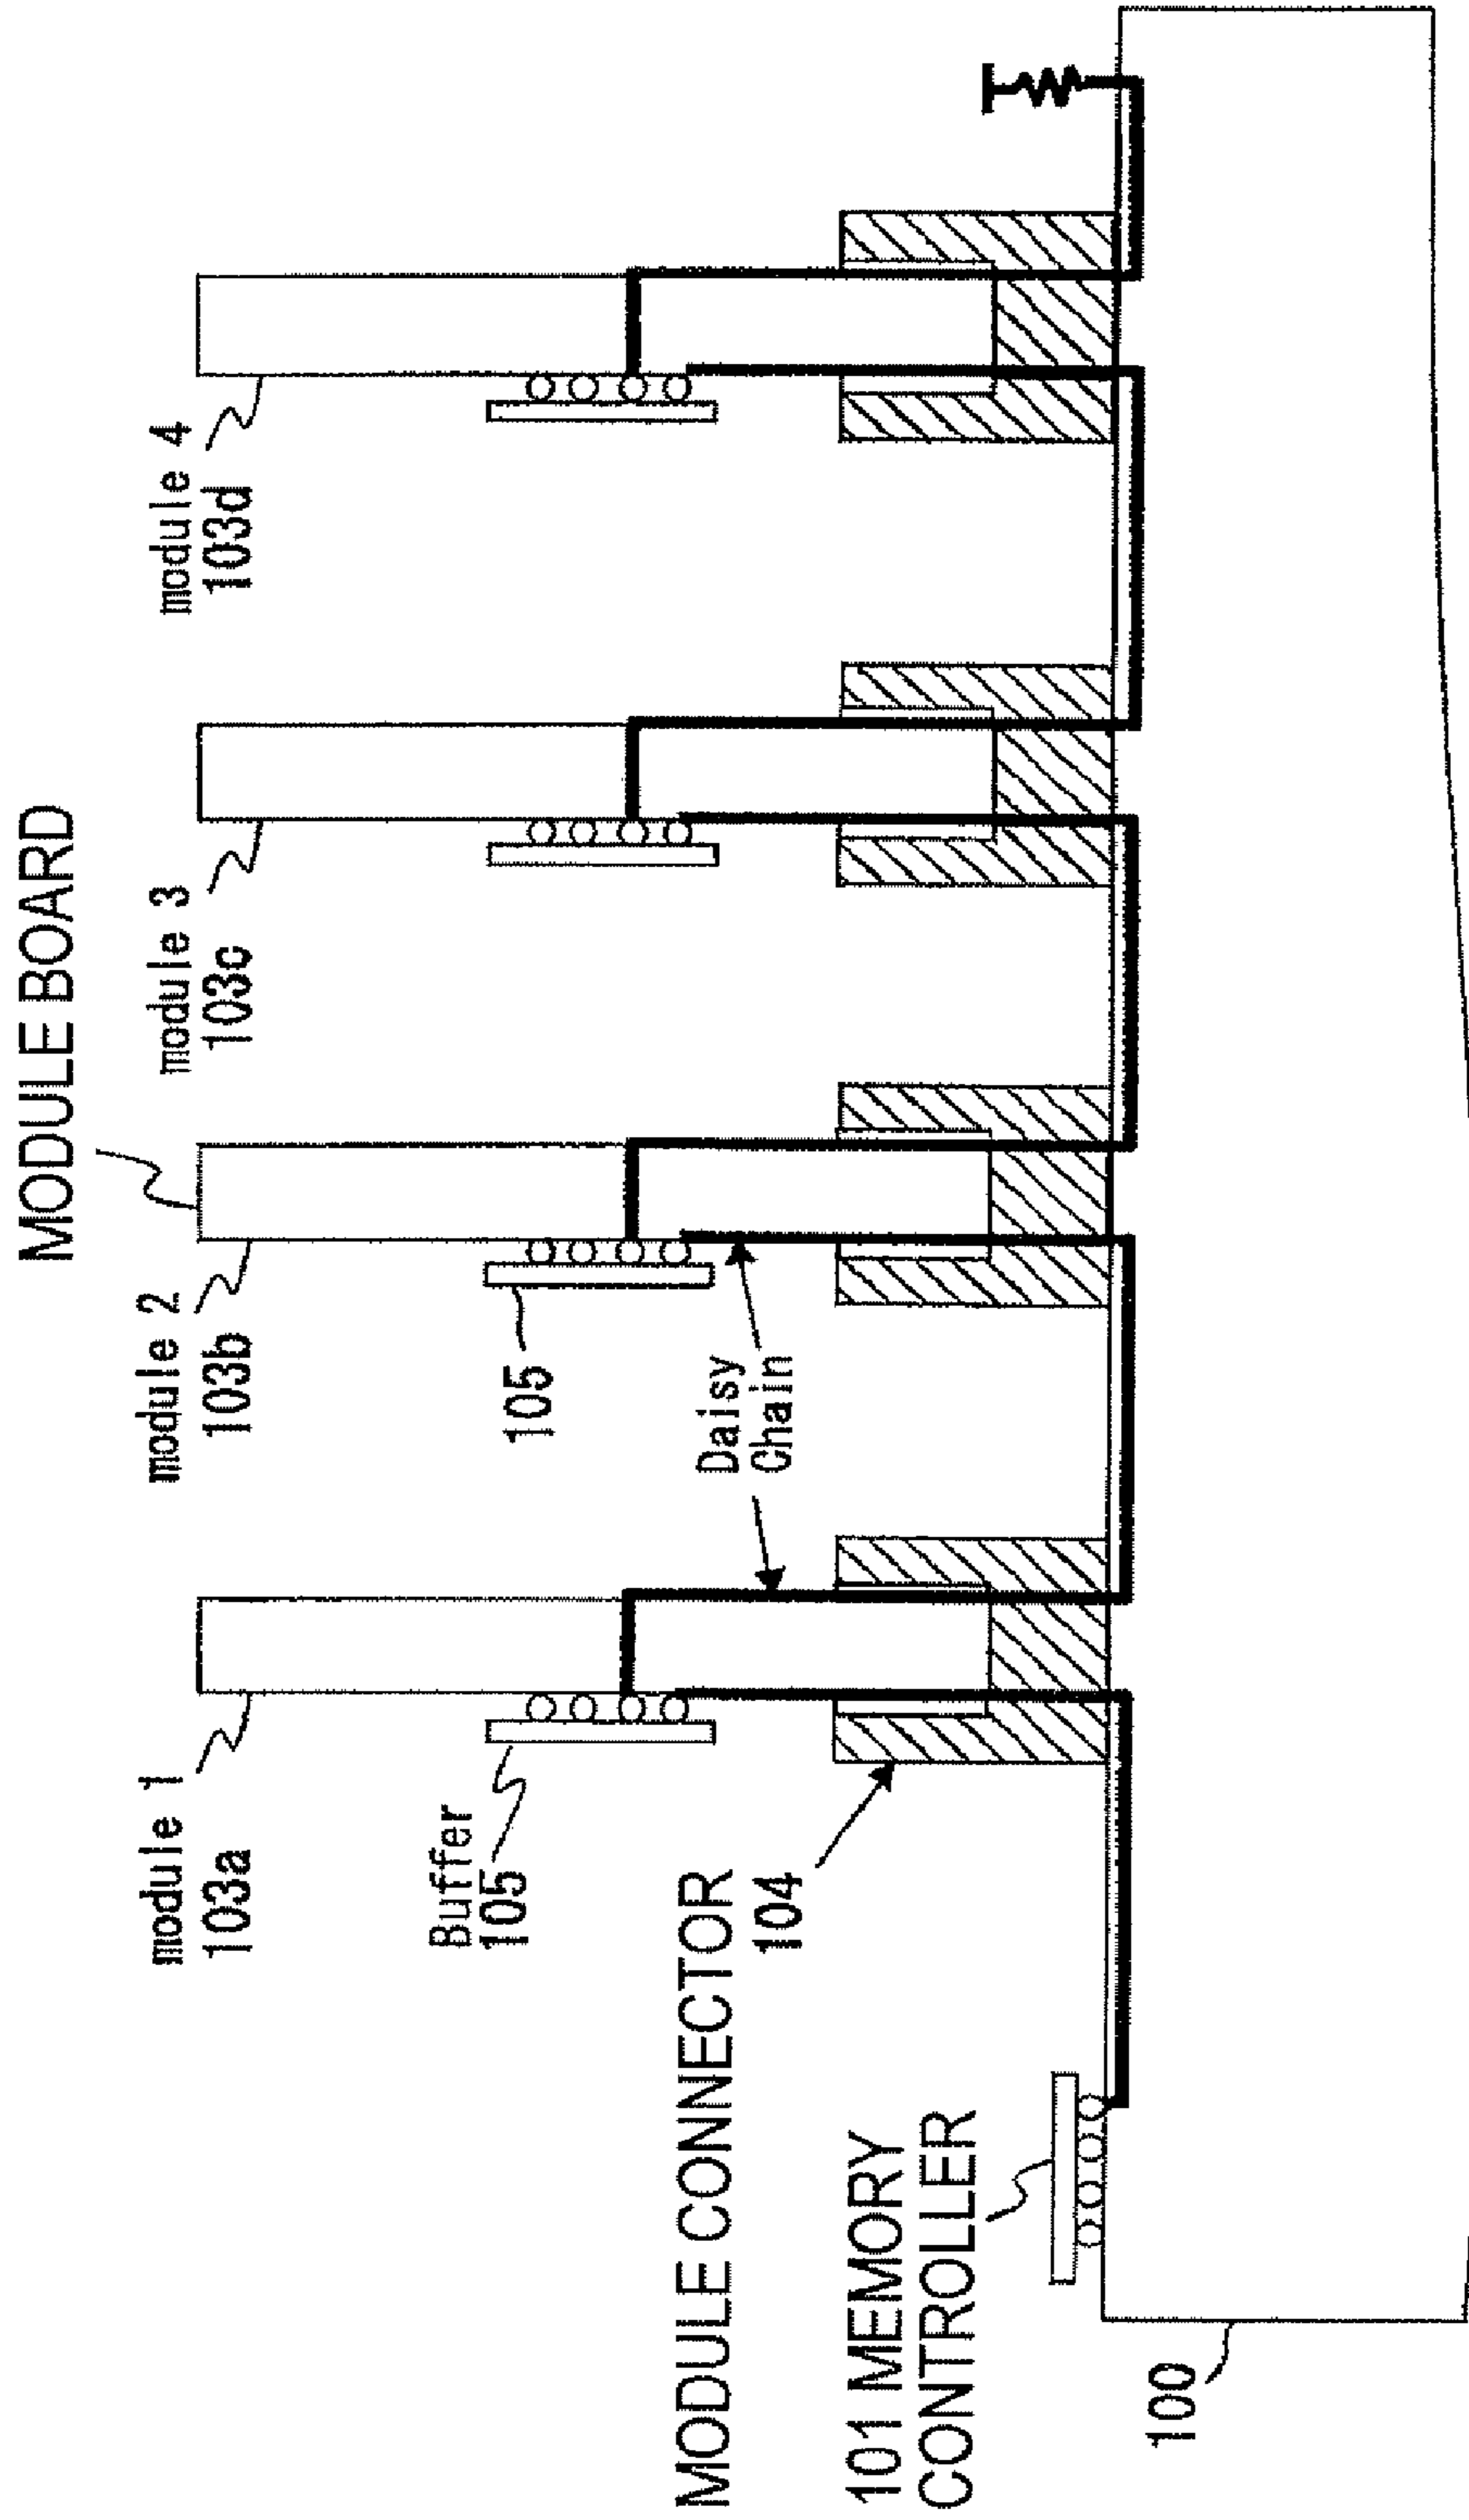 MODULE BOARD
module 1
103a
module 2
103b
module 3
103c
module 4
103d
Buffer
105
105
Daisy
Chain
MODULE CONNECTOR
104
101 MEMORY
CONTROLLER
100